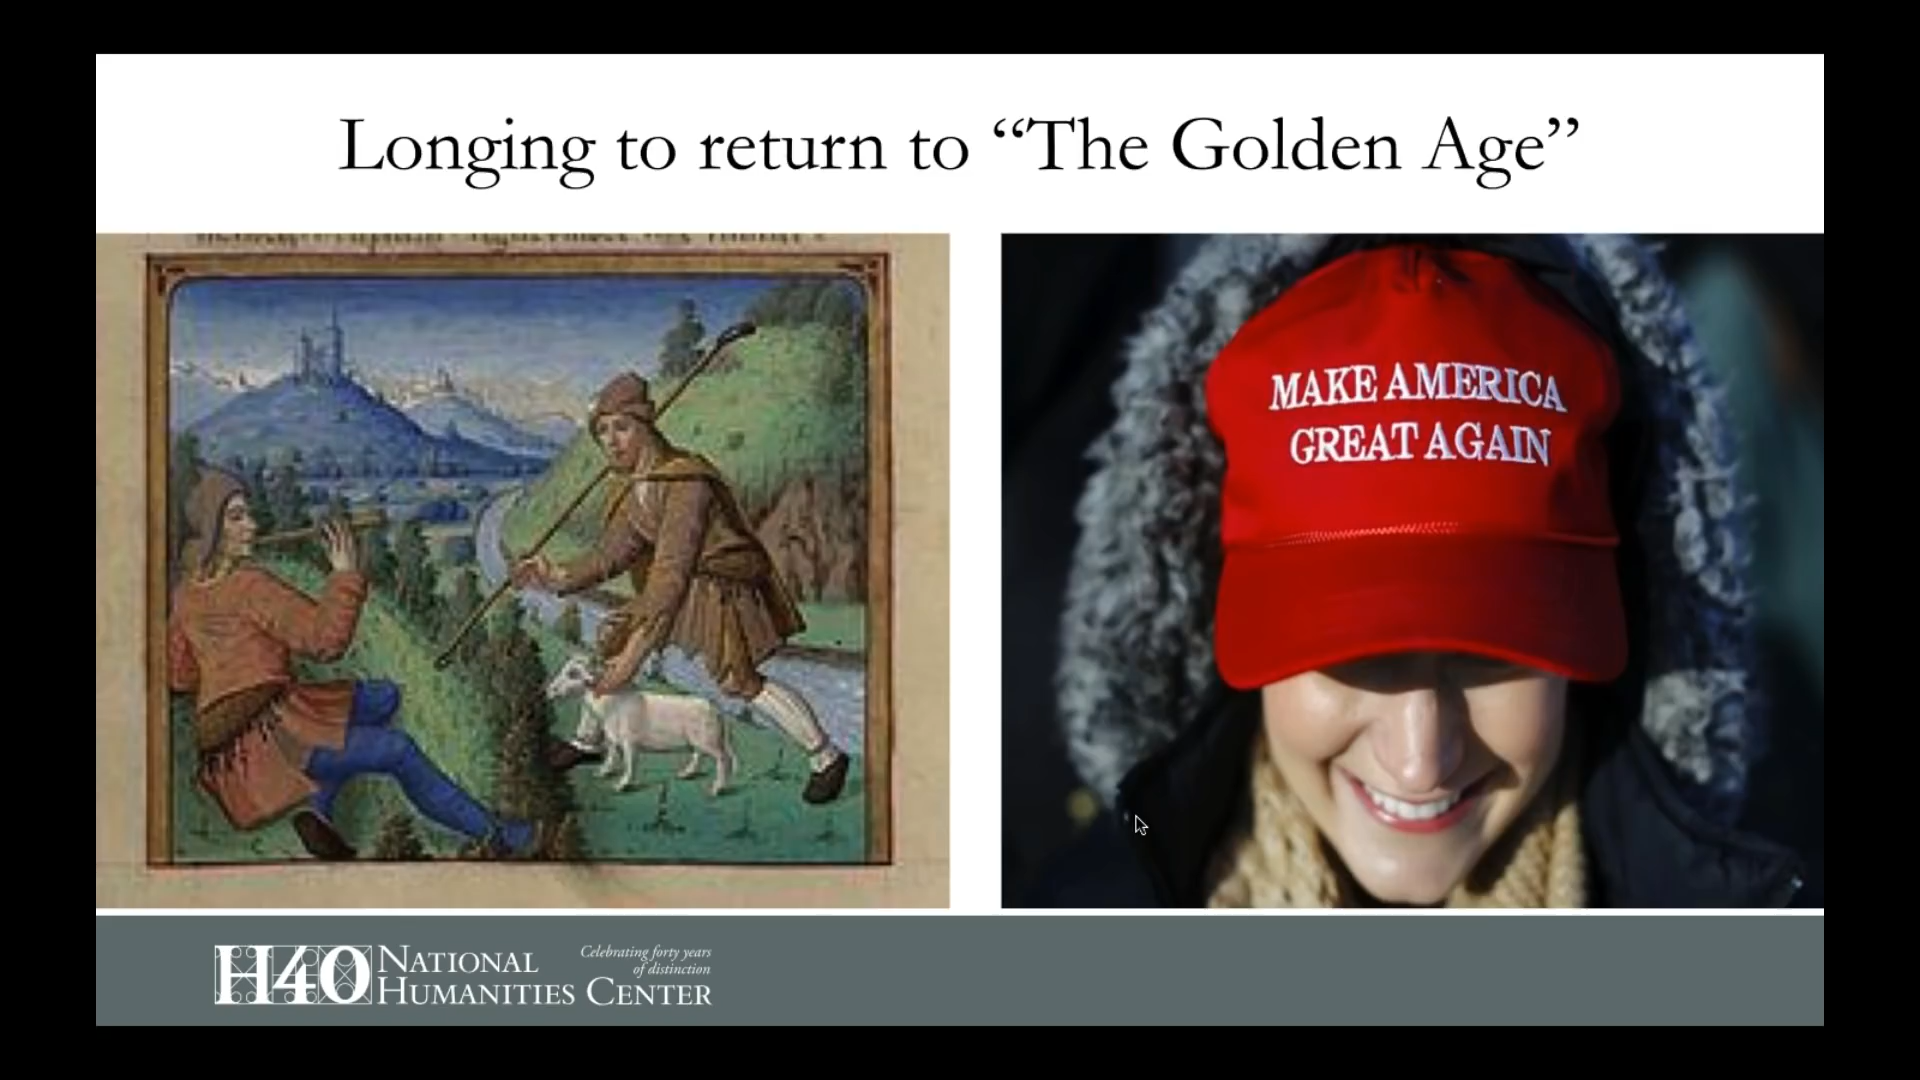 Longing to return to “The Golden Age”
MAKE AMERICA
GREAT AGAIN
H40
NATIONAL
HUMANITIES CENTER
Celebrating forty years
of distinction